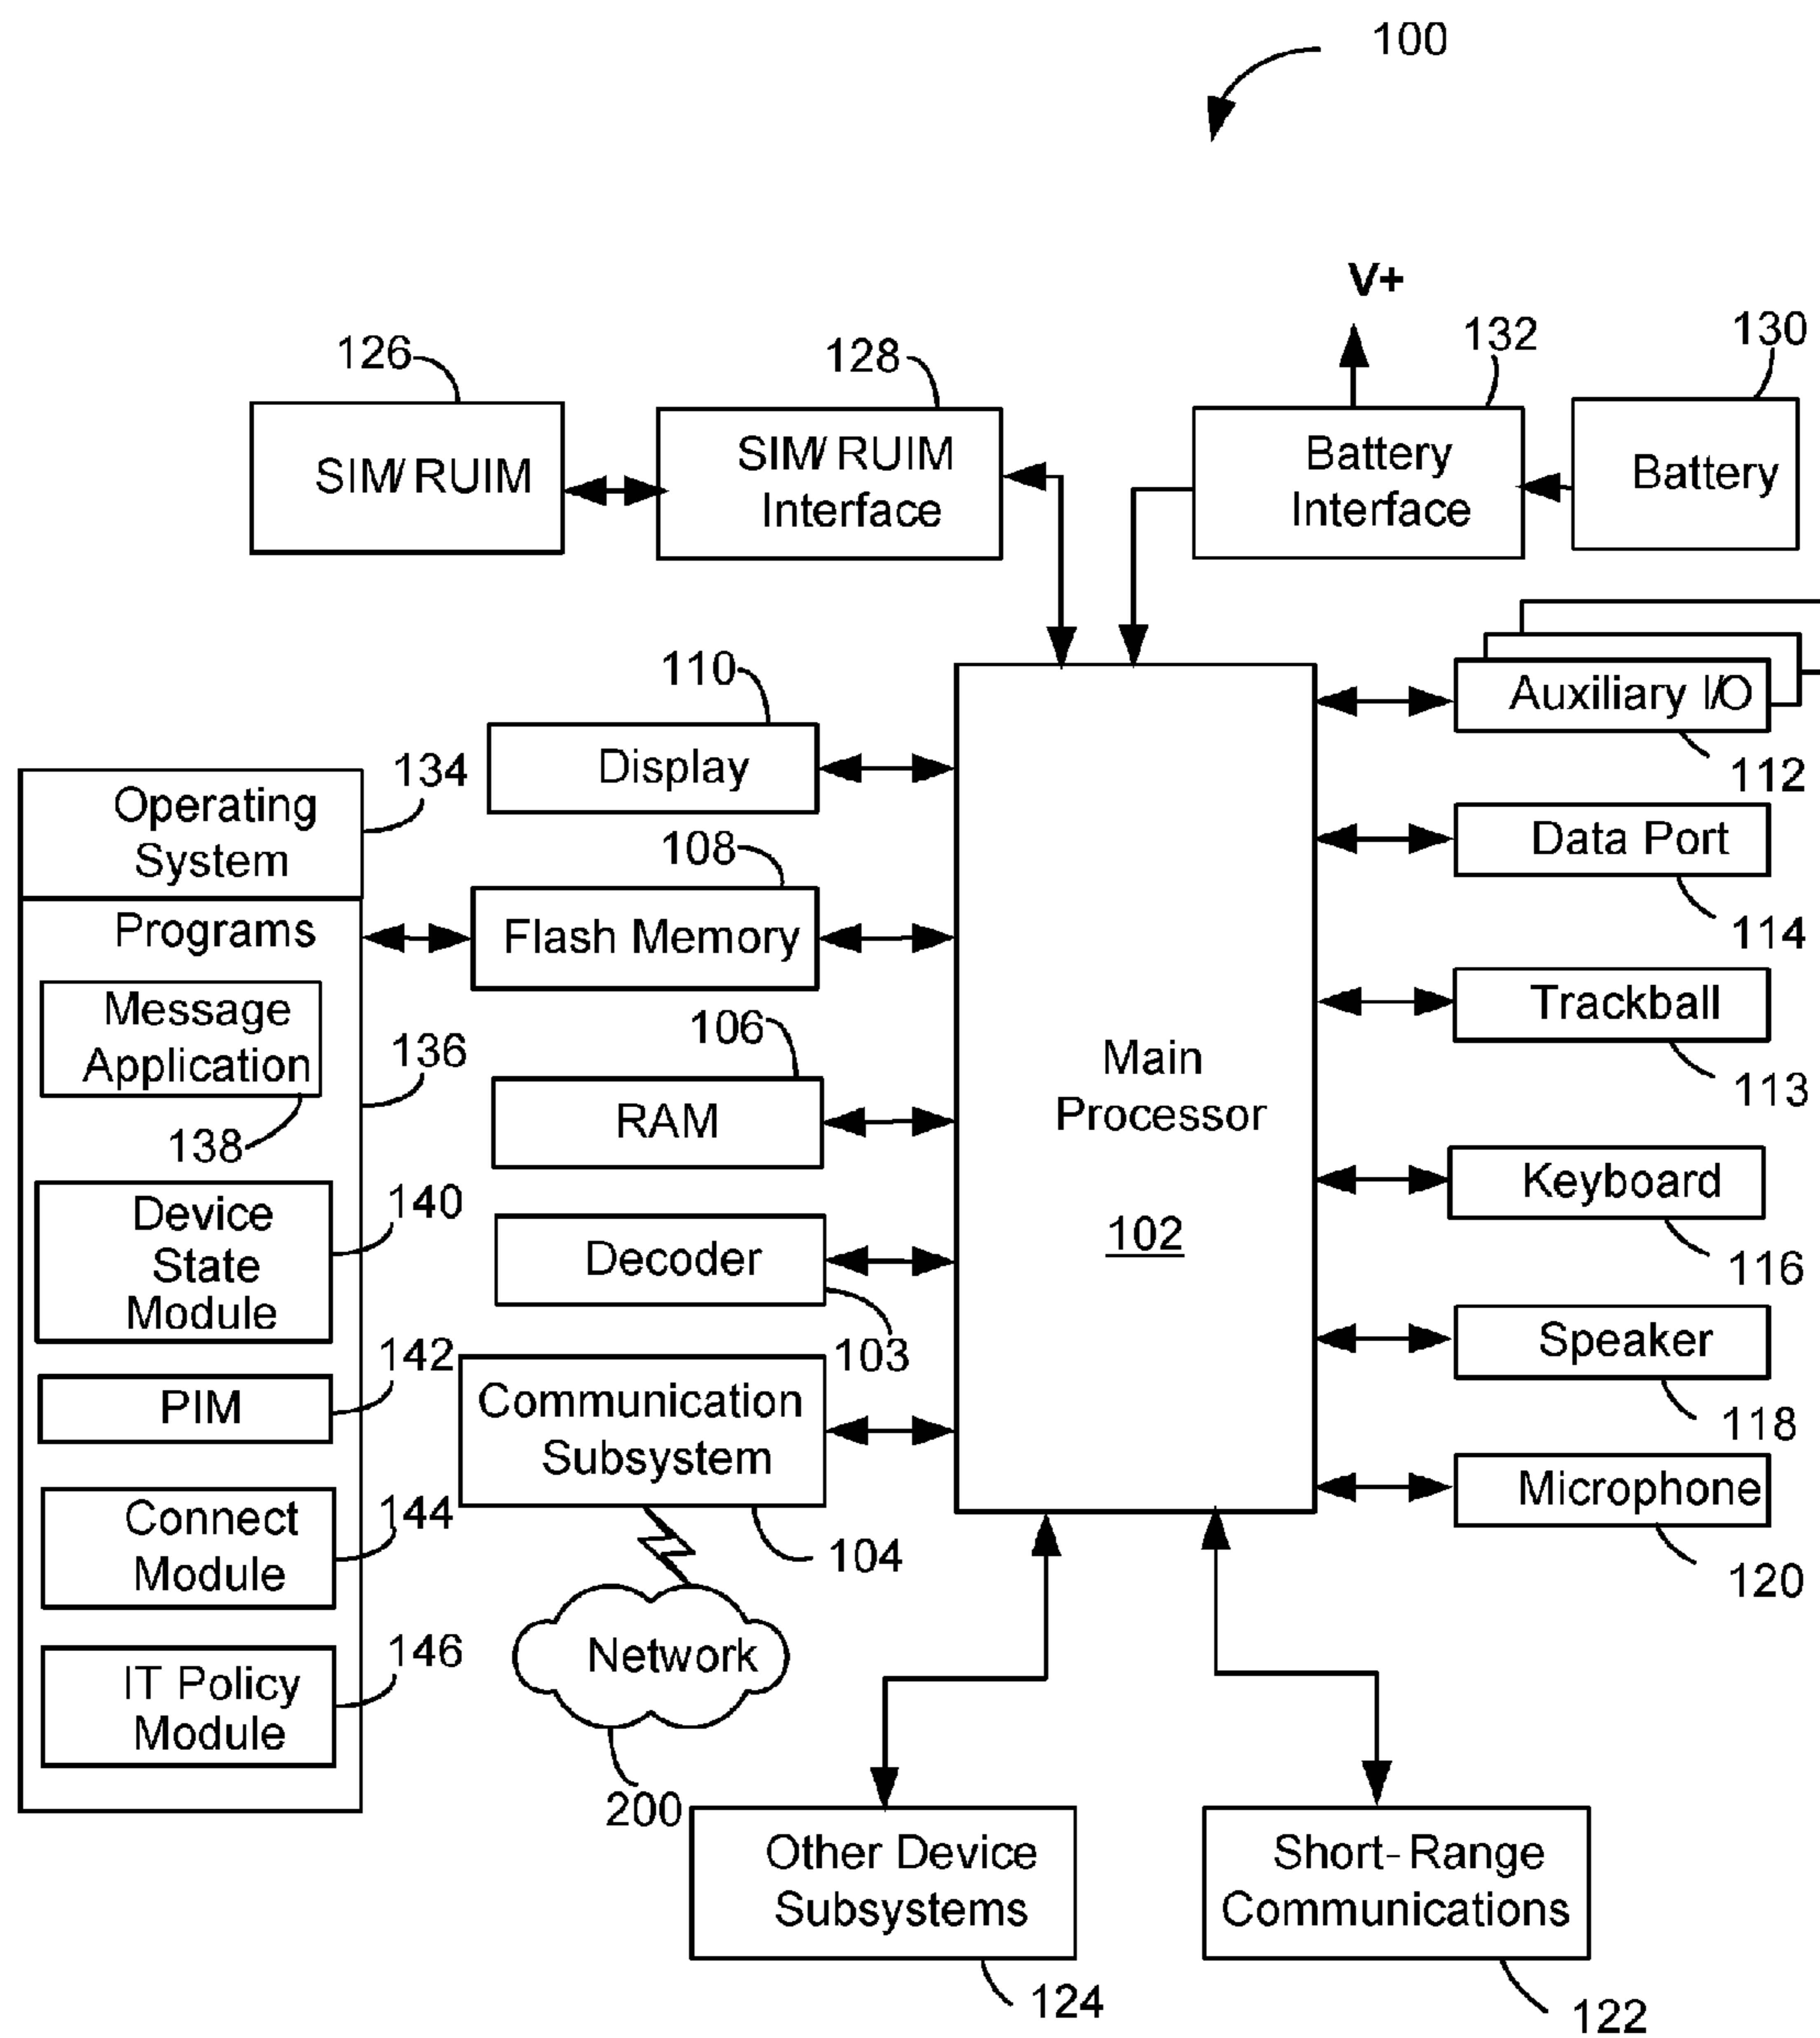 100
V+
126
128
132
130
SIM/RUIM
SIM/RUIM
Interface
Battery
Interface
Battery
110
Display
Auxiliary I/O
112
Operating
System
134
108
Flash Memory
Data Port
114
Programs
Message
Application
138
136
106
RAM
Trackball
113
Main
Processor
102
Device
State
Module
140
Decoder
103
Keyboard
116
PIM
142
Communication
Subsystem
104
Speaker
118
Connect
Module
144
Microphone
120
IT Policy
Module
146
Network
200
Other Device
Subsystems
124
Short-Range
Communications
122